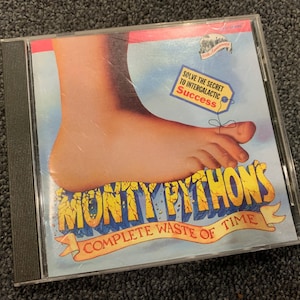 SOLVE THE SECRET
TO INTERGALACTIC
Success
MONTY PYTHON'S
COMPLETE WASTE OF TIME